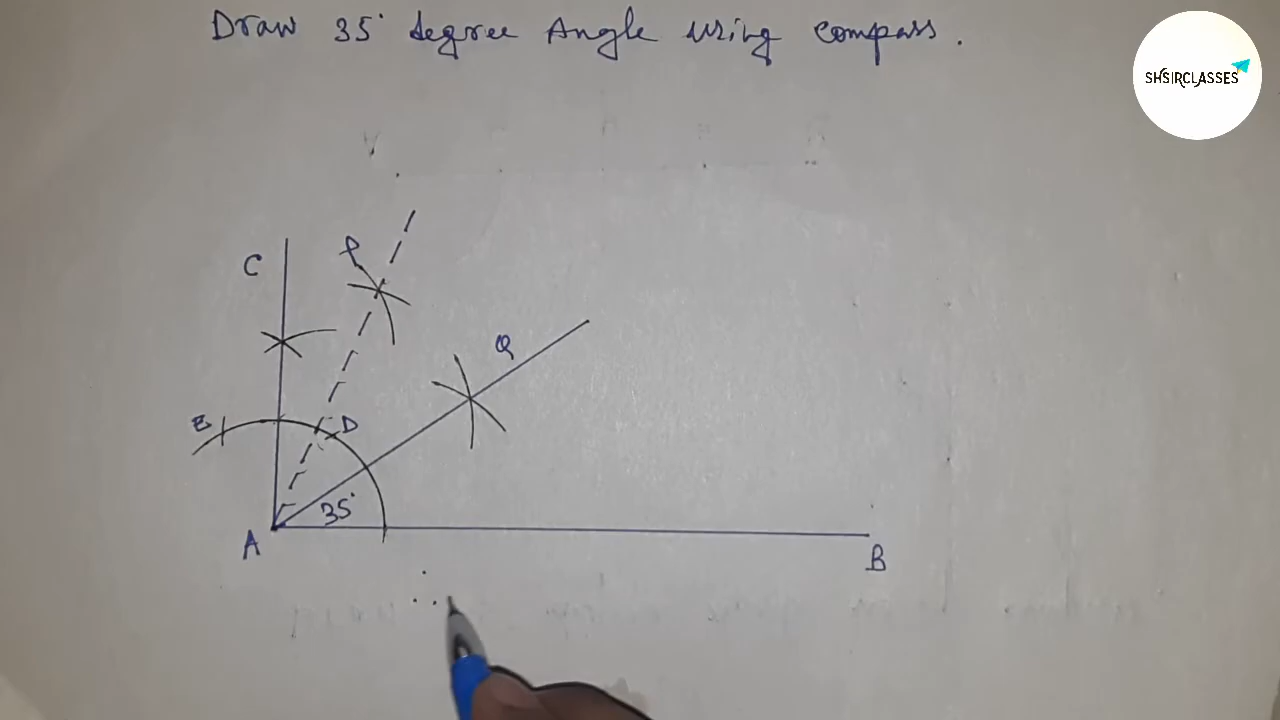 Draw 35° degree Angle using compass.
SHSIRCLASSES
C
P
Q
E
D
35°
A
B
∴